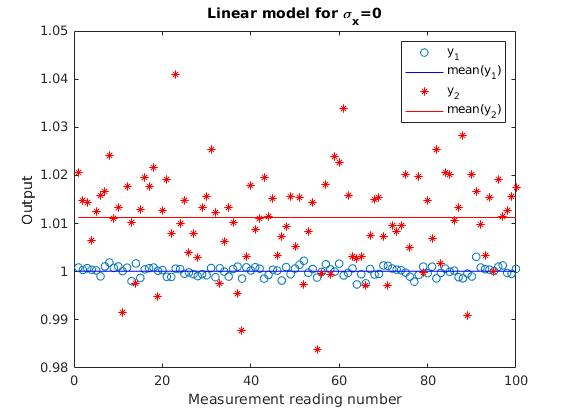 Linear model for σx=0
1.05
1.04
1.03
1.02
1.01
1
0.99
0.98
Output
y1
mean(y1)
y2
mean(y2)
0 20 40 60 80 100
Measurement reading number